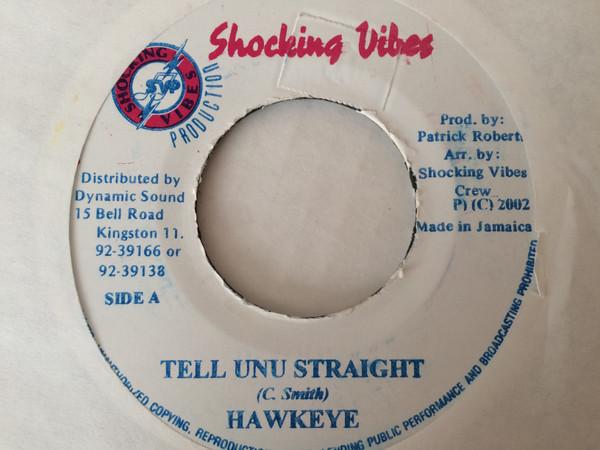 Shocking Vibes
SHOCKING VIBES
SVP
PRODUCTION
Prod. by:
Patrick Robert
Arr. by:
Shocking Vibes
Crew
P) (C) 2002
Made in Jamaica
Distributed by
Dynamic Sound
15 Bell Road
Kingston 11.
92-39166 or
92-39138
SIDE A
TELL UNU STRAIGHT
(C. Smith)
HAWKEYE
COPYING, PUBLIC PERFORMANCE AND BROADCASTING PROHIBITED